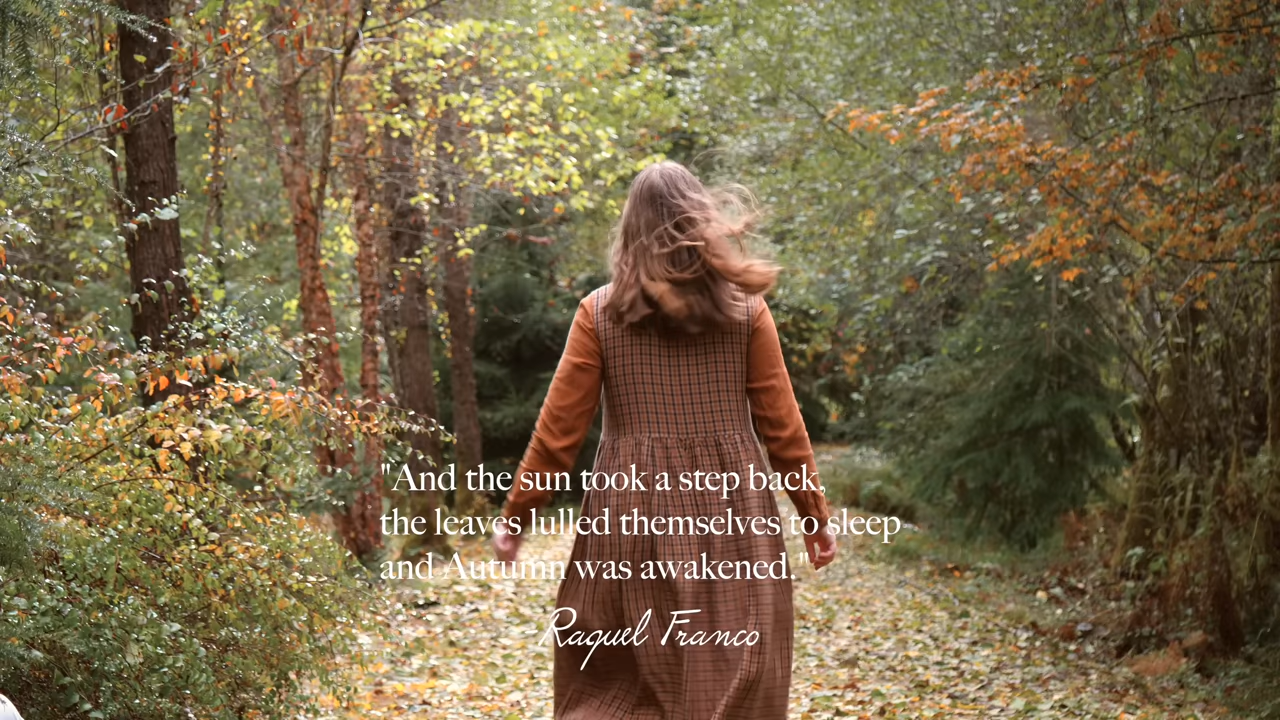 "And the sun took a step back,
the leaves lulled themselves to sleep
and Autumn was awakened."
Raquel Franco